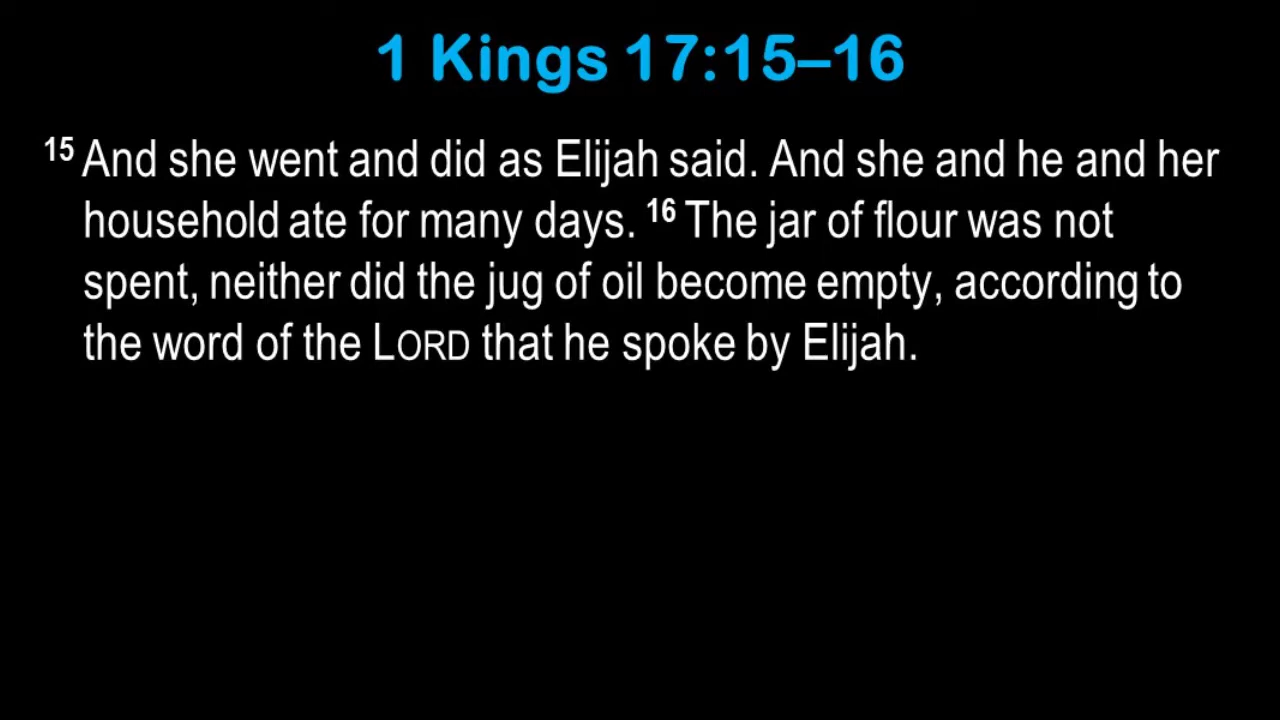 1 Kings 17:15–16
15 And she went and did as Elijah said. And she and he and her
household ate for many days. 16 The jar of flour was not
spent, neither did the jug of oil become empty, according to
the word of the LORD that he spoke by Elijah.